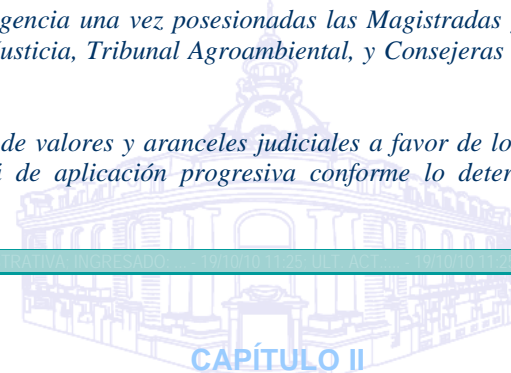 gencia una vez posesionadas las Magistradas
usticia, Tribunal Agroambiental, y Consejeras
de valores y aranceles judiciales a favor de lo
de aplicación progresiva conforme lo deter
TRATIVA INGRESADO - 19/10/10 11:25; ULT. ACT. - 19/10/10 11:2
CAPÍTULO II